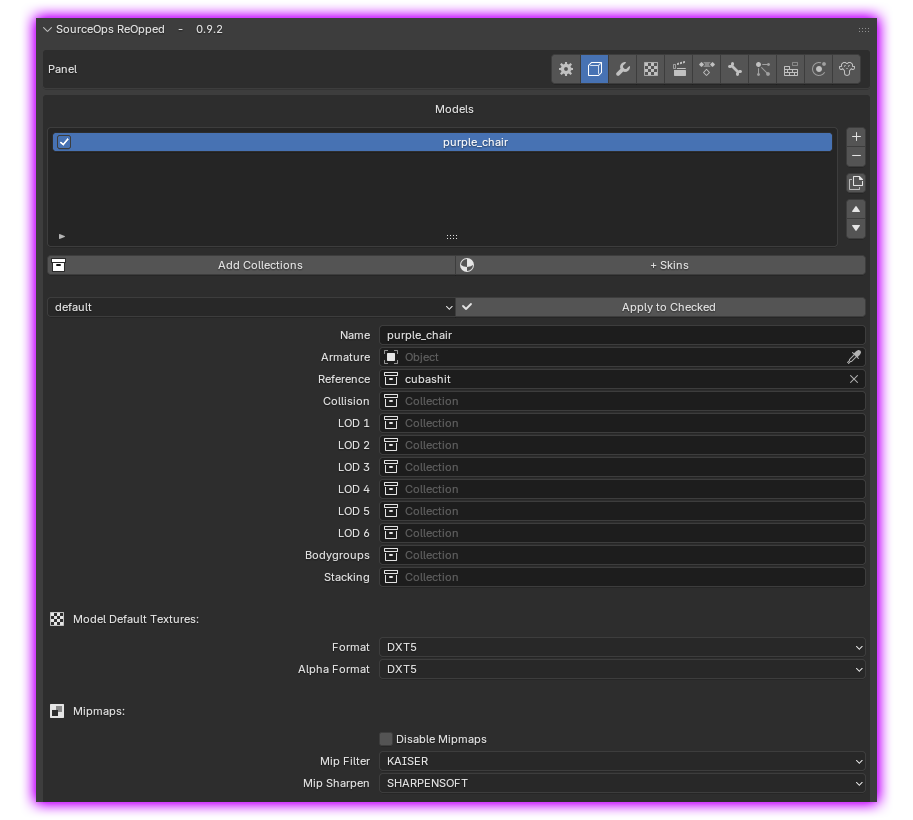 SourceOps ReOpped - 0.9.2
Panel
Models
purple_chair
Add Collections + Skins
default Apply to Checked
Name purple_chair
Armature Object
Reference cubashit
Collision Collection
LOD 1 Collection
LOD 2 Collection
LOD 3 Collection
LOD 4 Collection
LOD 5 Collection
LOD 6 Collection
Bodygroups Collection
Stacking Collection
Model Default Textures:
Format DXT5
Alpha Format DXT5
Mipmaps:
Disable Mipmaps
Mip Filter KAISER
Mip Sharpen SHARPENSOFT